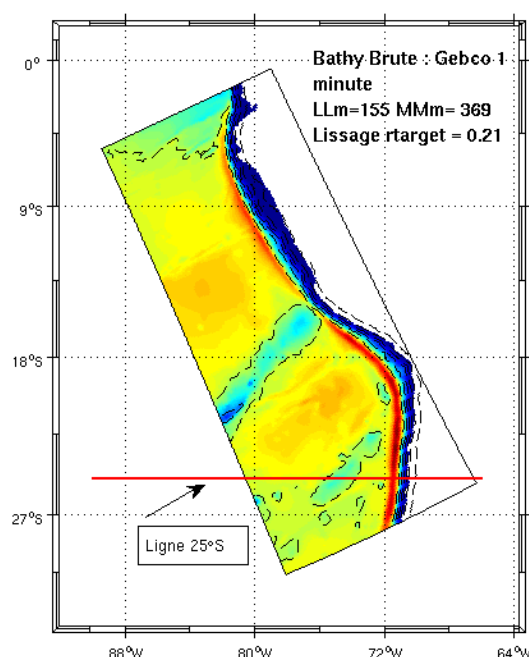 Bathy Brute : Gebco 1
minute
LLm=155 MMm= 369
Lissage rtarget = 0.21
0°
9°S
18°S
27°S
Ligne 25°S
88°W 80°W 72°W 64°W